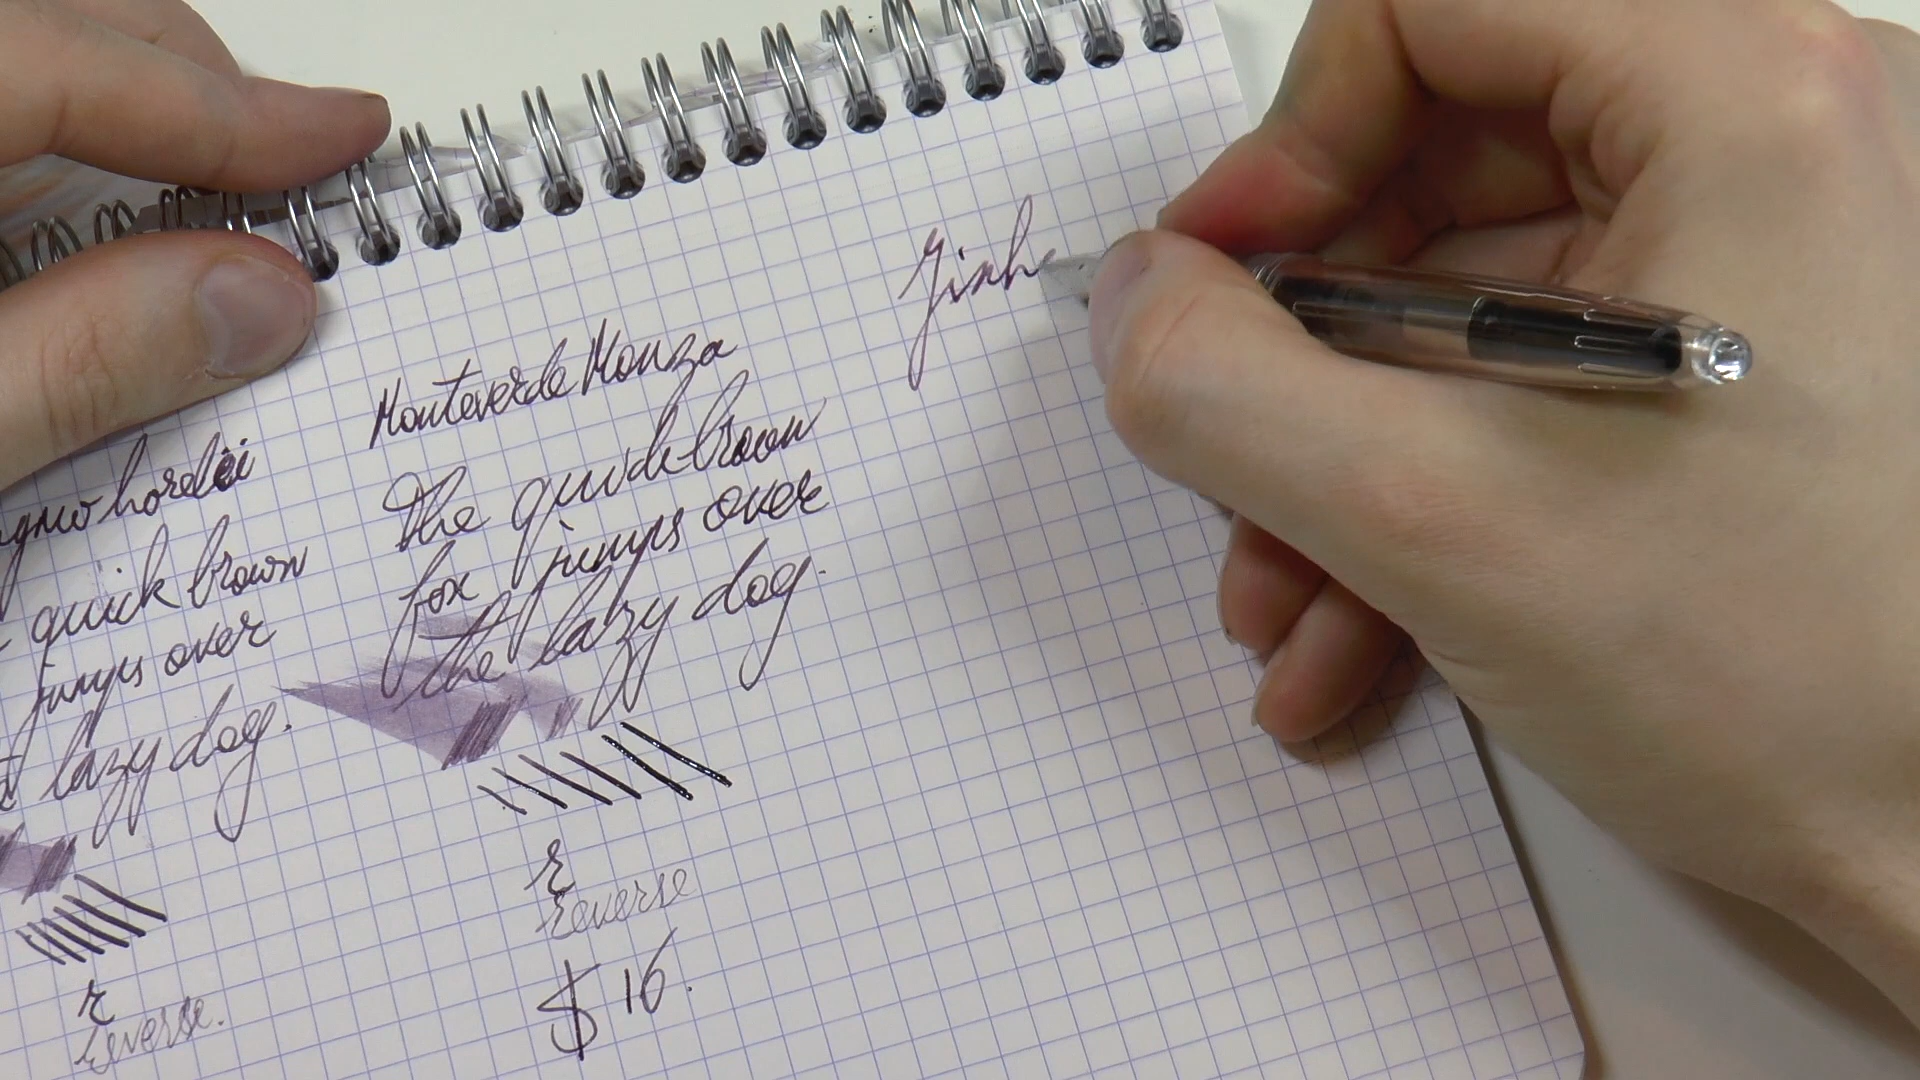 quick brown
jumps over
lazy dog.
r
reverse.
Monteverde Monza
The quick brown
fox jumps over
the lazy dog.
r
reverse
$ 16.
Jinh